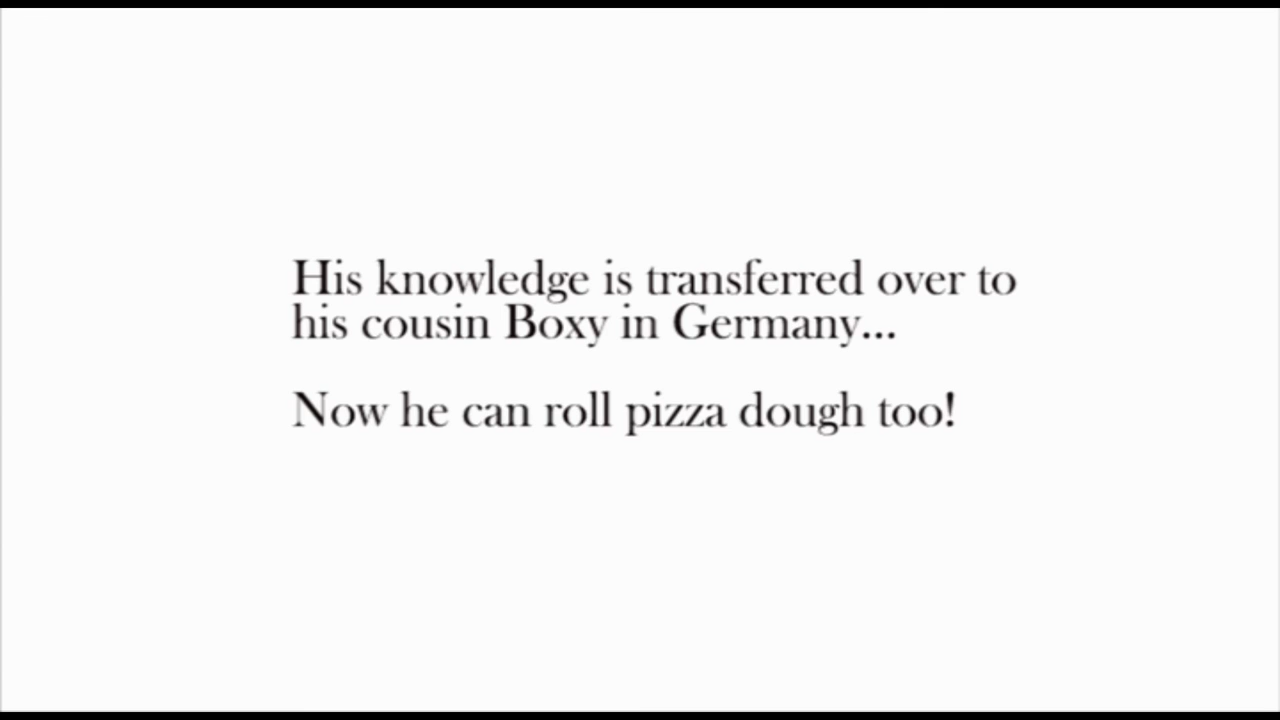 His knowledge is transferred over to
his cousin Boxy in Germany...
Now he can roll pizza dough too!